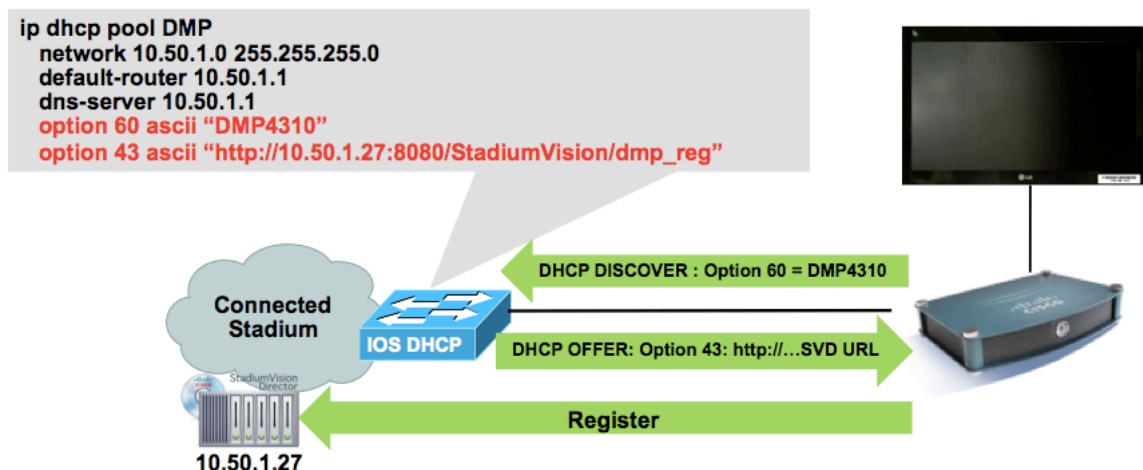 ip dhcp pool DMP
network 10.50.1.0 255.255.255.0
default-router 10.50.1.1
dns-server 10.50.1.1
option 60 ascii “DMP4310”
option 43 ascii “http://10.50.1.27:8080/StadiumVision/dmp_reg”
LG
DHCP DISCOVER : Option 60 = DMP4310
Connected
Stadium
IOS DHCP
DHCP OFFER: Option 43: http://…SVD URL
CISCO
StadiumVision
Director
Register
10.50.1.27